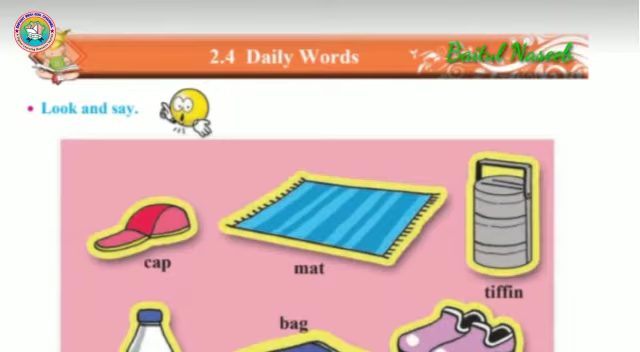 2.4 Daily Words
Baitul Naseeb
• Look and say.
cap
mat
tiffin
bag